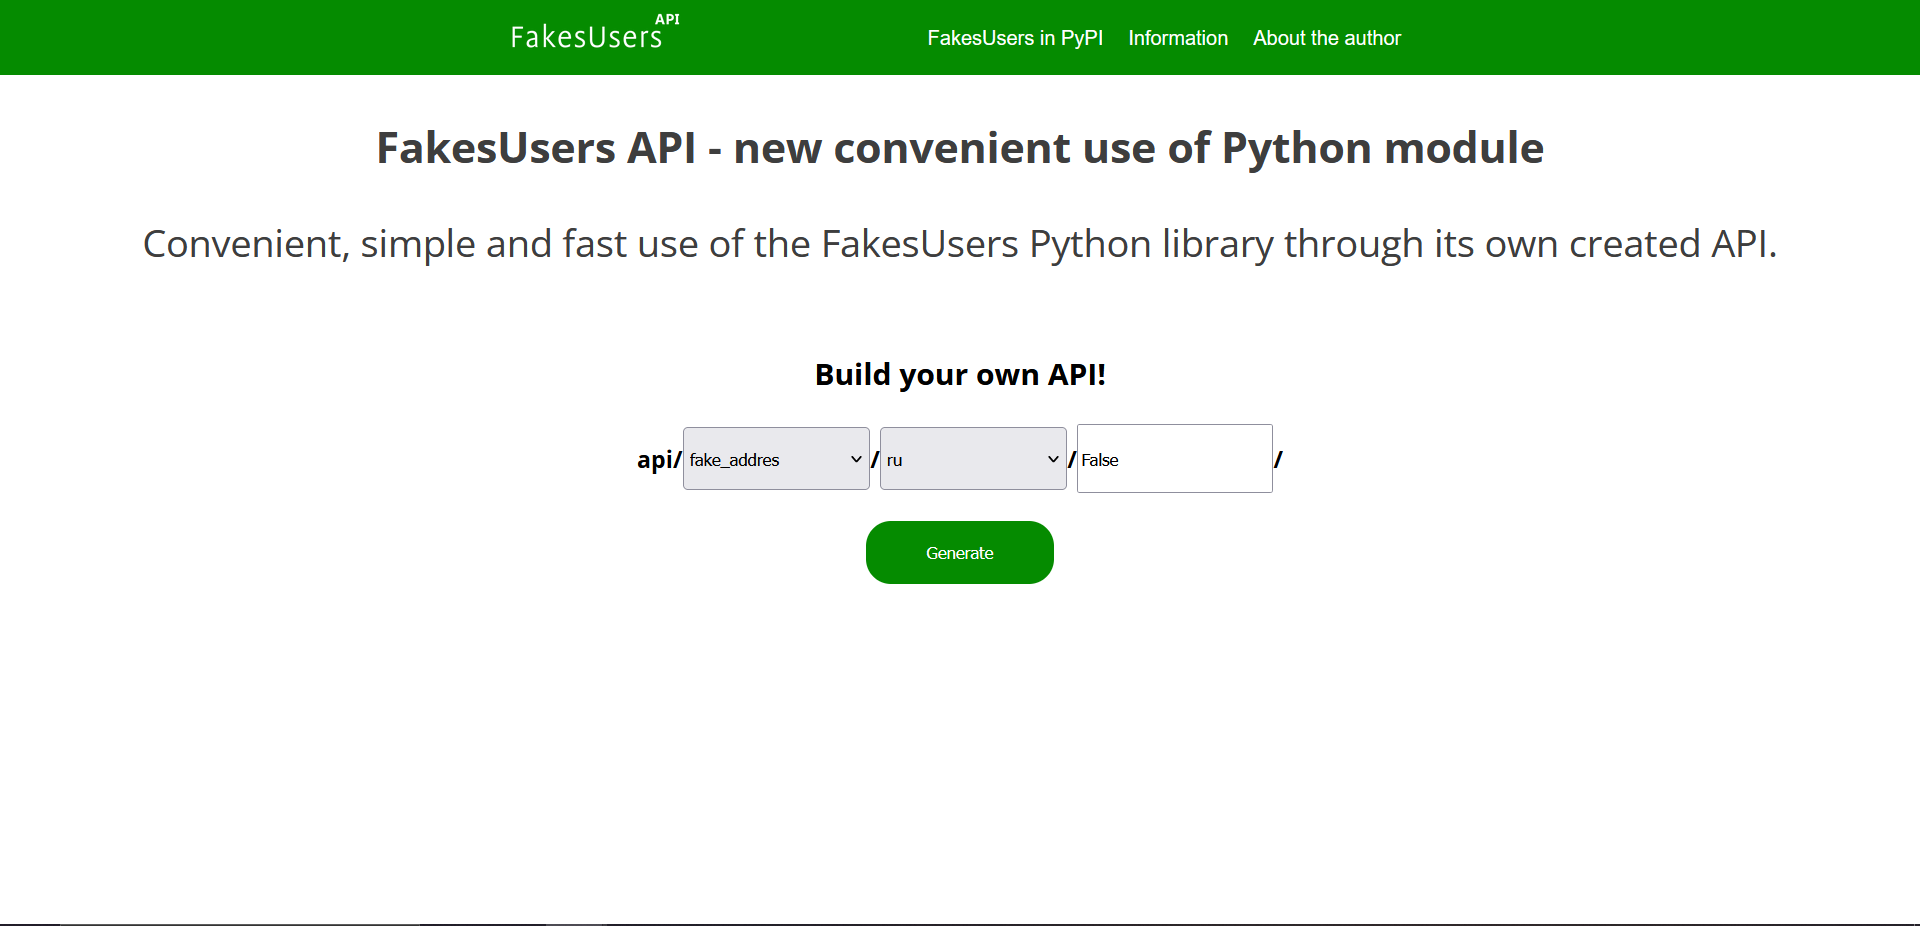 FakesUsers API
FakesUsers in PyPI Information About the author
FakesUsers API - new convenient use of Python module
Convenient, simple and fast use of the FakesUsers Python library through its own created API.
Build your own API!
api/ fake_addres / ru / False /
Generate